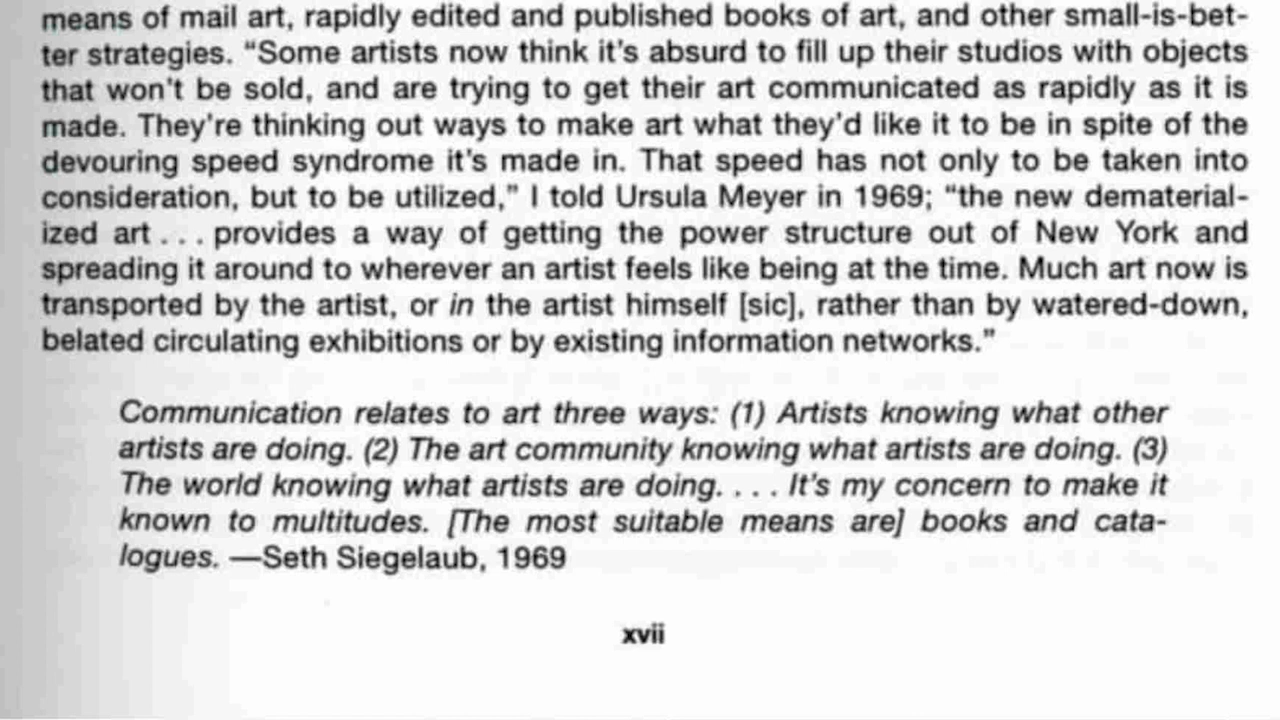 means of mail art, rapidly edited and published books of art, and other small-is-bet-
ter strategies. “Some artists now think it’s absurd to fill up their studios with objects
that won’t be sold, and are trying to get their art communicated as rapidly as it is
made. They’re thinking out ways to make art what they’d like it to be in spite of the
devouring speed syndrome it’s made in. That speed has not only to be taken into
consideration, but to be utilized,” I told Ursula Meyer in 1969; “the new dematerial-
ized art . . . provides a way of getting the power structure out of New York and
spreading it around to wherever an artist feels like being at the time. Much art now is
transported by the artist, or in the artist himself [sic], rather than by watered-down,
belated circulating exhibitions or by existing information networks.”
Communication relates to art three ways: (1) Artists knowing what other
artists are doing. (2) The art community knowing what artists are doing. (3)
The world knowing what artists are doing. . . . It’s my concern to make it
known to multitudes. [The most suitable means are] books and cata-
logues. —Seth Siegelaub, 1969
xvii